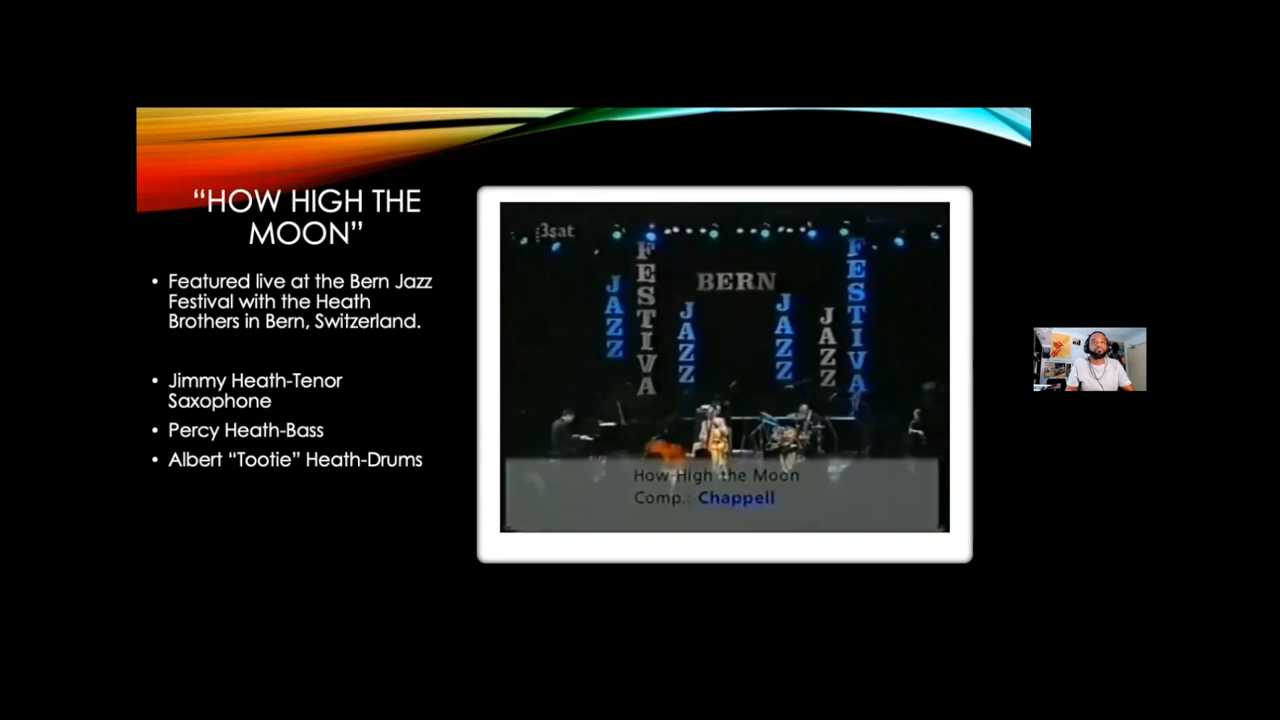 “HOW HIGH THE
MOON”
• Featured live at the Bern Jazz
Festival with the Heath
Brothers in Bern, Switzerland.
• Jimmy Heath-Tenor
Saxophone
• Percy Heath-Bass
• Albert “Tootie” Heath-Drums
3sat
BERN
JAZZ
FESTIVA
JAZZ
JAZZ
JAZZ
FESTIVA
How High the Moon
Comp.: Chappell